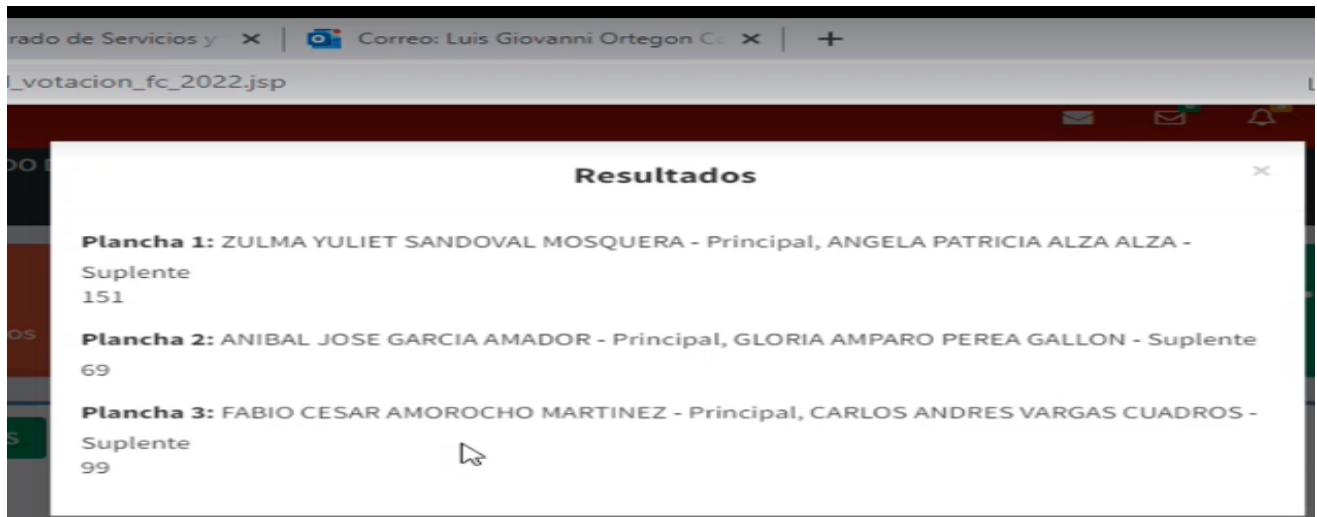 rado de Servicios y
Correo: Luis Giovanni Ortegon C
_votacion_fc_2022.jsp
Resultados
Plancha 1: ZULMA YULIET SANDOVAL MOSQUERA - Principal, ANGELA PATRICIA ALZA ALZA -
Suplente
151
Plancha 2: ANIBAL JOSE GARCIA AMADOR - Principal, GLORIA AMPARO PEREA GALLON - Suplente
69
Plancha 3: FABIO CESAR AMOROCHO MARTINEZ - Principal, CARLOS ANDRES VARGAS CUADROS -
Suplente
99